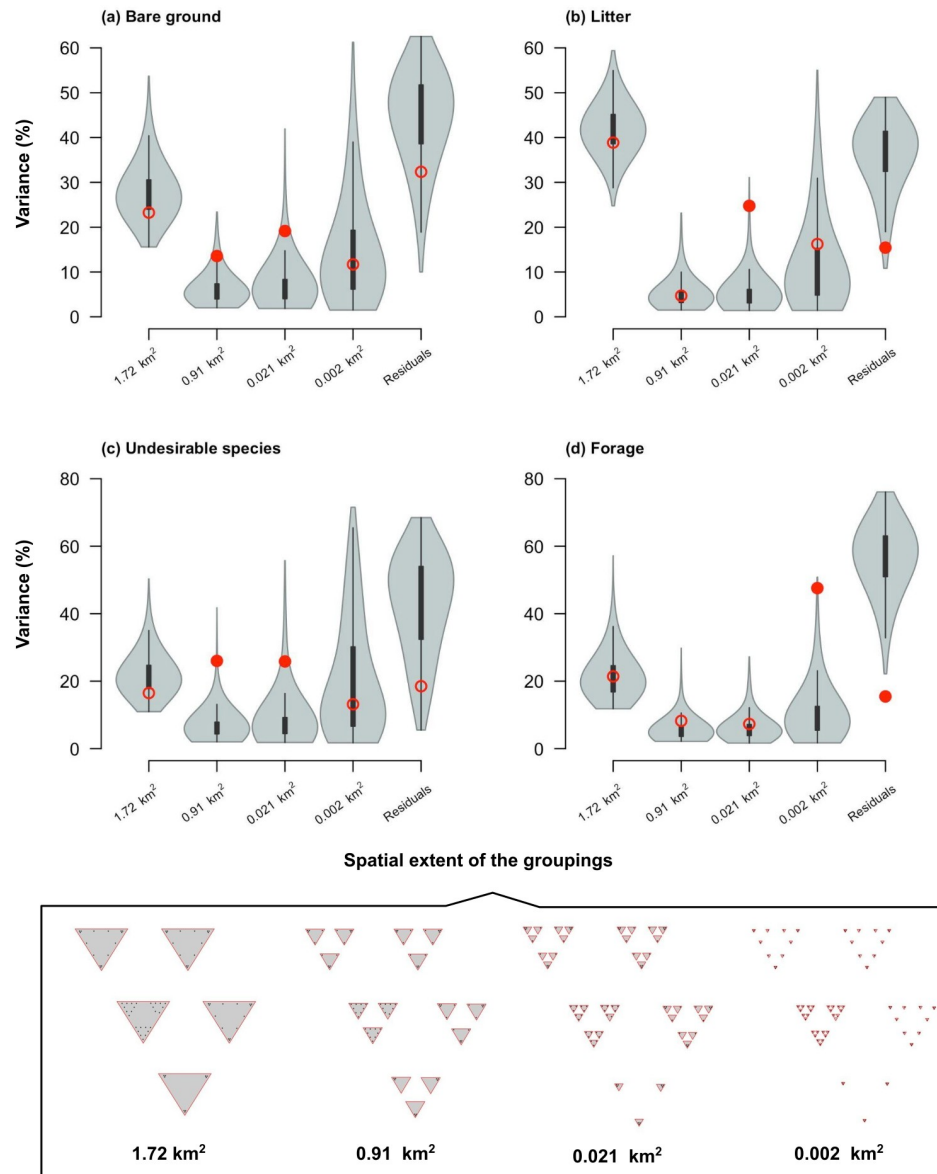 (a) Bare ground
(b) Litter
Variance (%)
60
50
40
30
20
10
0
60
50
40
30
20
10
0
1.72 km²
0.91 km²
0.021 km²
0.002 km²
Residuals
1.72 km²
0.91 km²
0.021 km²
0.002 km²
Residuals
(c) Undesirable species
(d) Forage
Variance (%)
80
60
40
20
0
80
60
40
20
0
1.72 km²
0.91 km²
0.021 km²
0.002 km²
Residuals
1.72 km²
0.91 km²
0.021 km²
0.002 km²
Residuals
Spatial extent of the groupings
1.72 km²
0.91 km²
0.021 km²
0.002 km²